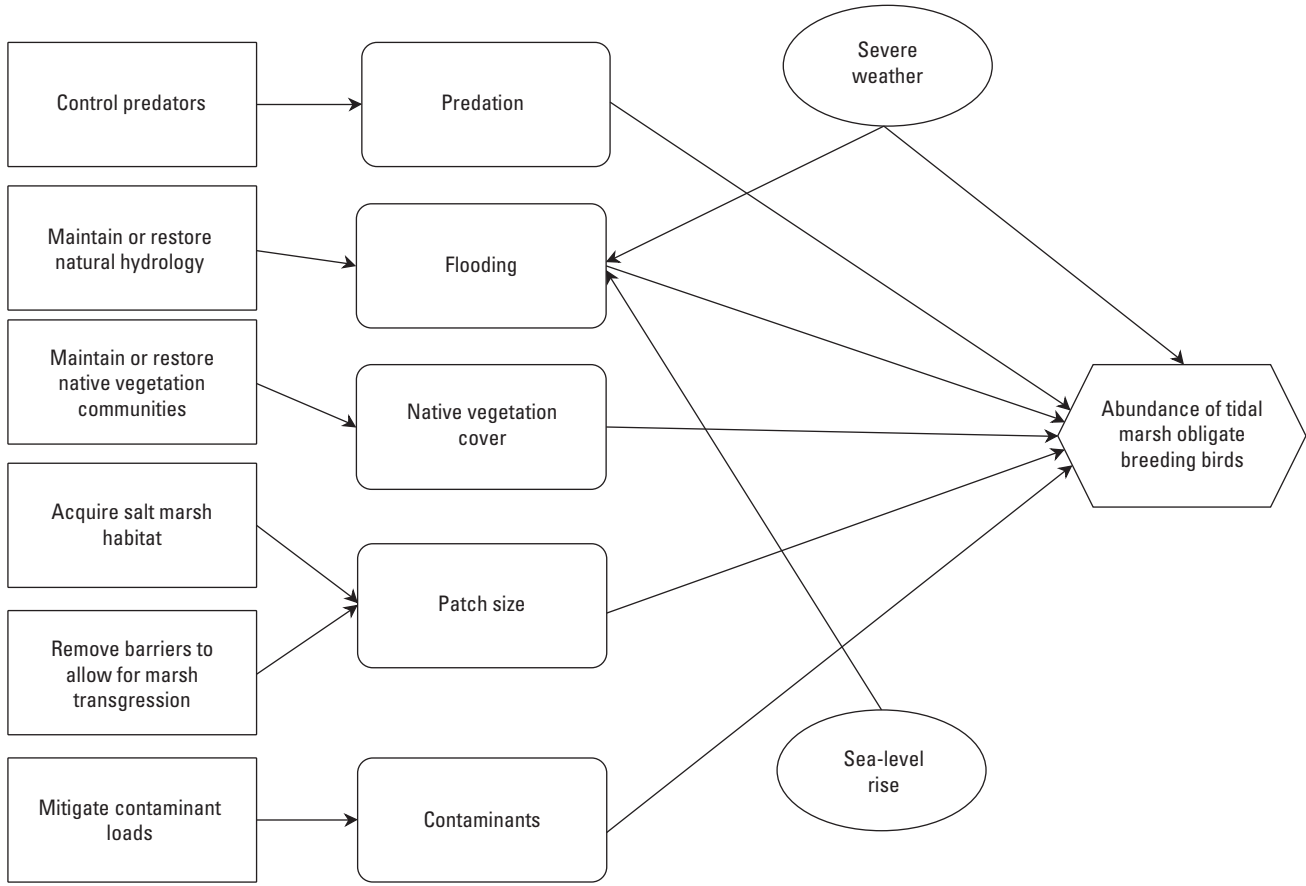 Control predators
Predation
Severe
weather
Maintain or restore
natural hydrology
Flooding
Maintain or restore
native vegetation
communities
Native vegetation
cover
Abundance of tidal
marsh obligate
breeding birds
Acquire salt marsh
habitat
Patch size
Remove barriers to
allow for marsh
transgression
Sea-level
rise
Mitigate contaminant
loads
Contaminants